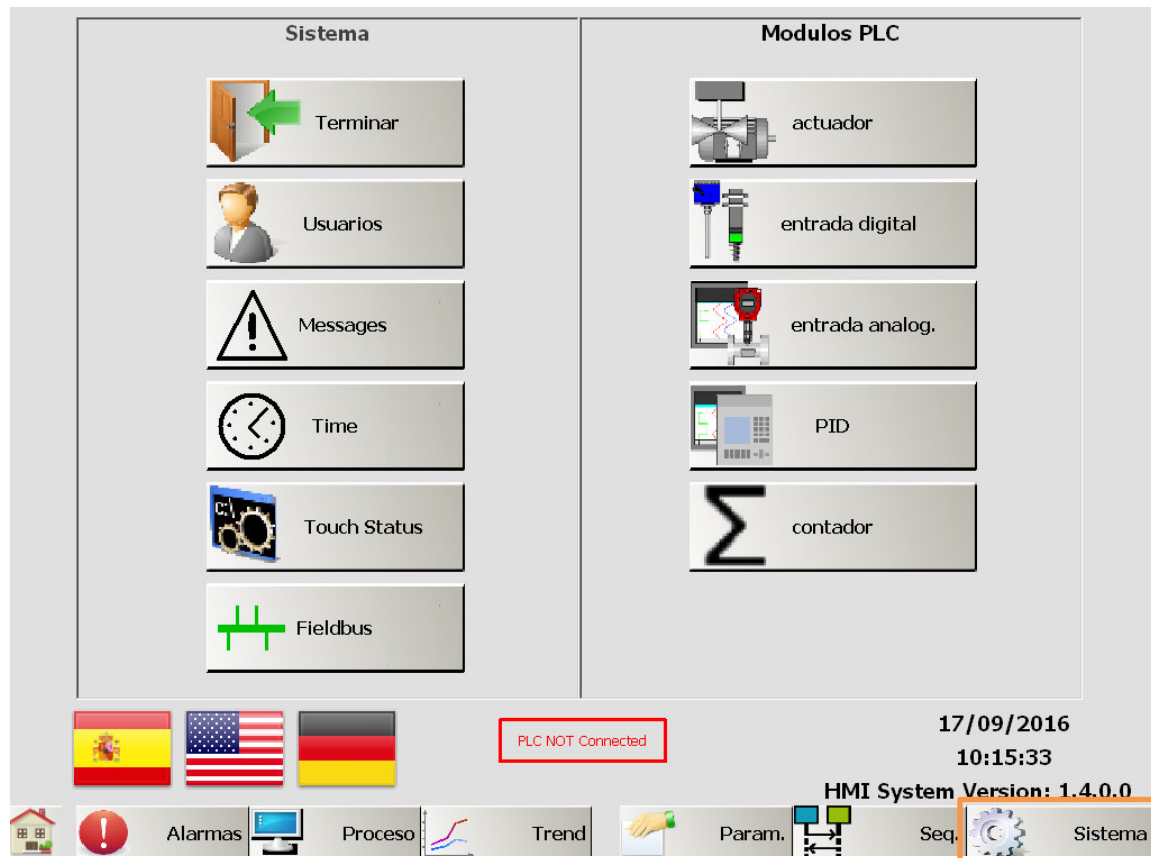 Sistema
Terminar
Usuarios
Messages
Time
Touch Status
Fieldbus
Modulos PLC
actuador
entrada digital
entrada analog.
PID
contador
PLC NOT Connected
17/09/2016
10:15:33
HMI System Version: 1.4.0.0
Alarmas
Proceso
Trend
Param.
Seq.
Sistema